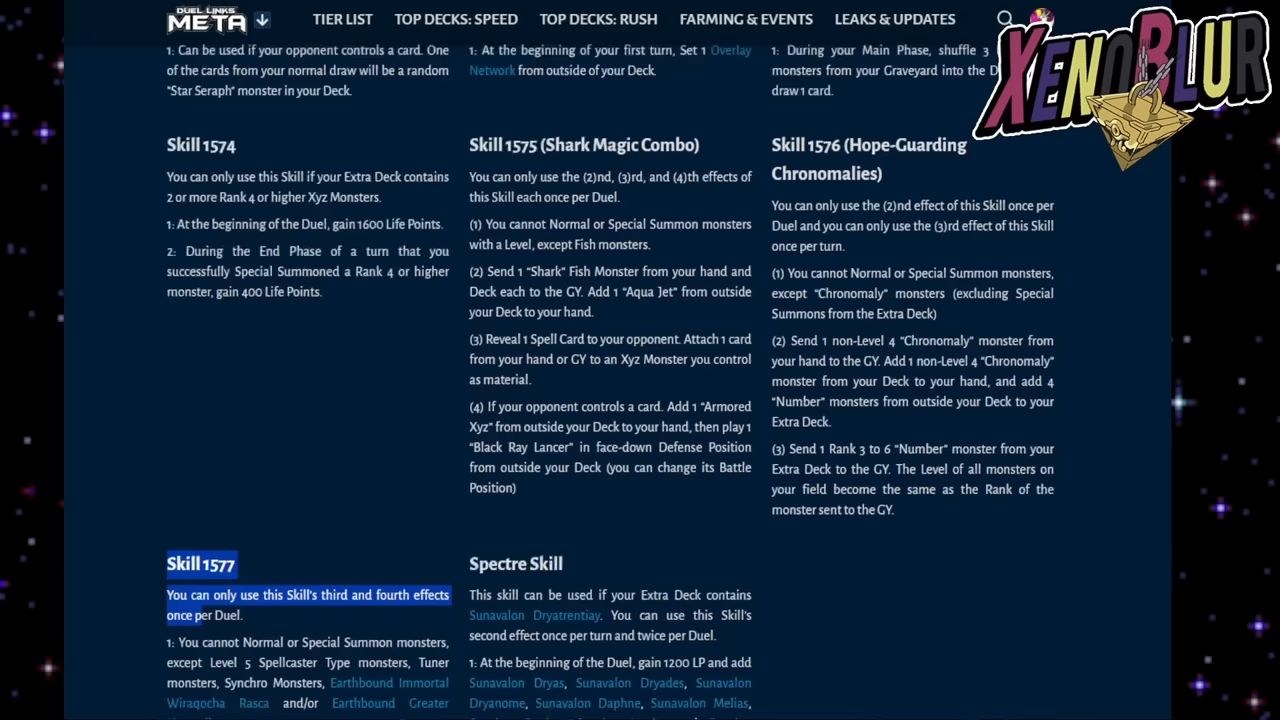 DUEL LINKS
META
TIER LIST
TOP DECKS: SPEED
TOP DECKS: RUSH
FARMING & EVENTS
LEAKS & UPDATES
XENOBLUR
1: Can be used if your opponent controls a card. One
of the cards from your normal draw will be a random
"Star Seraph" monster in your Deck.
1: At the beginning of your first turn, Set 1 Overlay
Network from outside of your Deck.
1: During your Main Phase, shuffle 3
monsters from your Graveyard into the D
draw 1 card.
Skill 1574
You can only use this Skill if your Extra Deck contains
2 or more Rank 4 or higher Xyz Monsters.
1: At the beginning of the Duel, gain 1600 Life Points.
2: During the End Phase of a turn that you
successfully Special Summoned a Rank 4 or higher
monster, gain 400 Life Points.
Skill 1575 (Shark Magic Combo)
You can only use the (2)nd, (3)rd, and (4)th effects of
this Skill each once per Duel.
(1) You cannot Normal or Special Summon monsters
with a Level, except Fish monsters.
(2) Send 1 “Shark” Fish Monster from your hand and
Deck each to the GY. Add 1 “Aqua Jet” from outside
your Deck to your hand.
(3) Reveal 1 Spell Card to your opponent. Attach 1 card
from your hand or GY to an Xyz Monster you control
as material.
(4) If your opponent controls a card. Add 1 “Armored
Xyz” from outside your Deck to your hand, then play 1
“Black Ray Lancer” in face-down Defense Position
from outside your Deck (you can change its Battle
Position)
Skill 1576 (Hope-Guarding
Chronomalies)
You can only use the (2)nd effect of this Skill once per
Duel and you can only use the (3)rd effect of this Skill
once per turn.
(1) You cannot Normal or Special Summon monsters,
except “Chronomaly” monsters (excluding Special
Summons from the Extra Deck)
(2) Send 1 non-Level 4 “Chronomaly” monster from
your hand to the GY. Add 1 non-Level 4 “Chronomaly”
monster from your Deck to your hand, and add 4
“Number” monsters from outside your Deck to your
Extra Deck.
(3) Send 1 Rank 3 to 6 “Number” monster from your
Extra Deck to the GY. The Level of all monsters on
your field become the same as the Rank of the
monster sent to the GY.
Skill 1577
You can only use this Skill's third and fourth effects
once per Duel.
1: You cannot Normal or Special Summon monsters,
except Level 5 Spellcaster Type monsters, Tuner
monsters, Synchro Monsters, Earthbound Immortal
Wiraqocha Rasca and/or Earthbound Greater
Spectre Skill
This skill can be used if your Extra Deck contains
Sunavalon Dryatrentiay. You can use this Skill's
second effect once per turn and twice per Duel.
1: At the beginning of the Duel, gain 1200 LP and add
Sunavalon Dryas, Sunavalon Dryades, Sunavalon
Dryanome, Sunavalon Daphne, Sunavalon Melias,